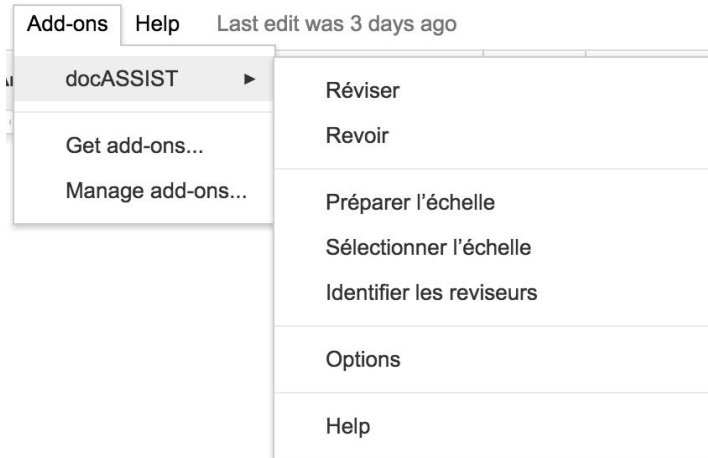 Add-ons Help Last edit was 3 days ago
docASSIST
Get add-ons...
Manage add-ons...
Réviser
Revoir
Préparer l’échelle
Sélectionner l’échelle
Identifier les reviseurs
Options
Help